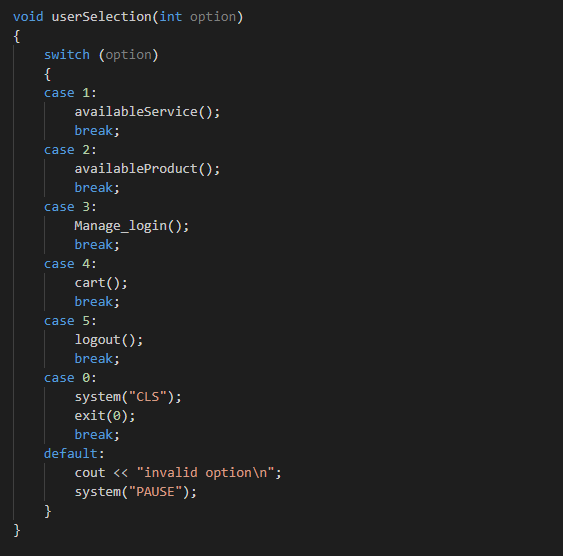 void userSelection(int option)
{
    switch (option)
    {
    case 1:
        availableService();
        break;
    case 2:
        availableProduct();
        break;
    case 3:
        Manage_login();
        break;
    case 4:
        cart();
        break;
    case 5:
        logout();
        break;
    case 0:
        system("CLS");
        exit(0);
        break;
    default:
        cout << "invalid option\n";
        system("PAUSE");
    }
}